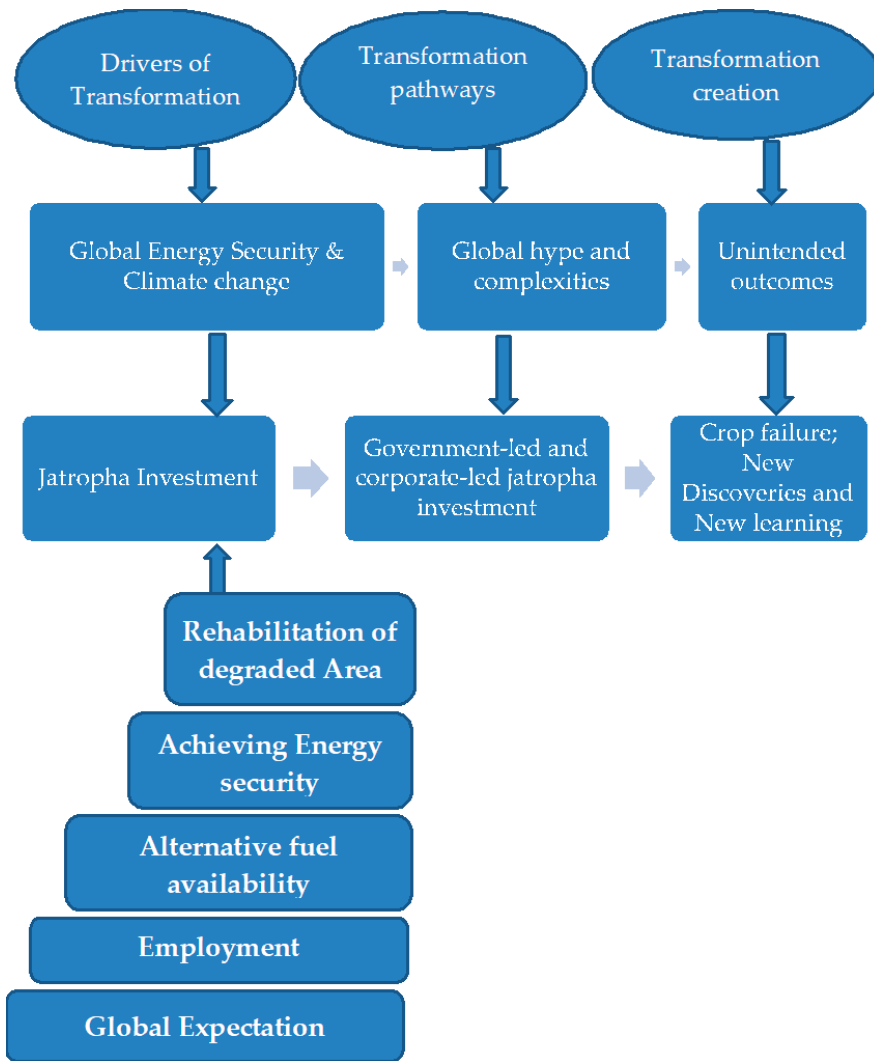 Drivers of
Transformation
Transformation
pathways
Transformation
creation
Global Energy Security &
Climate change
Global hype and
complexities
Unintended
outcomes
Jatropha Investment
Government-led and
corporate-led jatropha
investment
Crop failure;
New
Discoveries and
New learning
Rehabilitation of
degraded Area
Achieving Energy
security
Alternative fuel
availability
Employment
Global Expectation